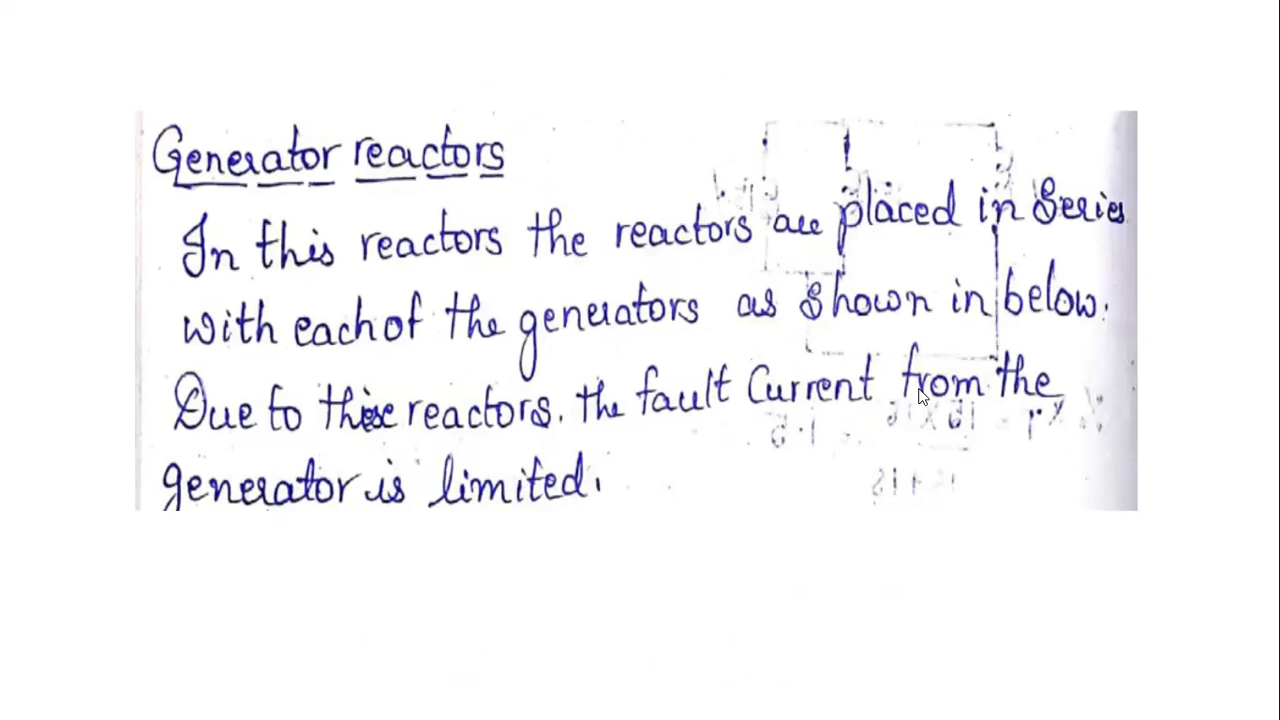 Generator reactors
In this reactors the reactors are placed in Series
with each of the generators as shown in below.
Due to these reactors. the fault Current from the
generator is limited.